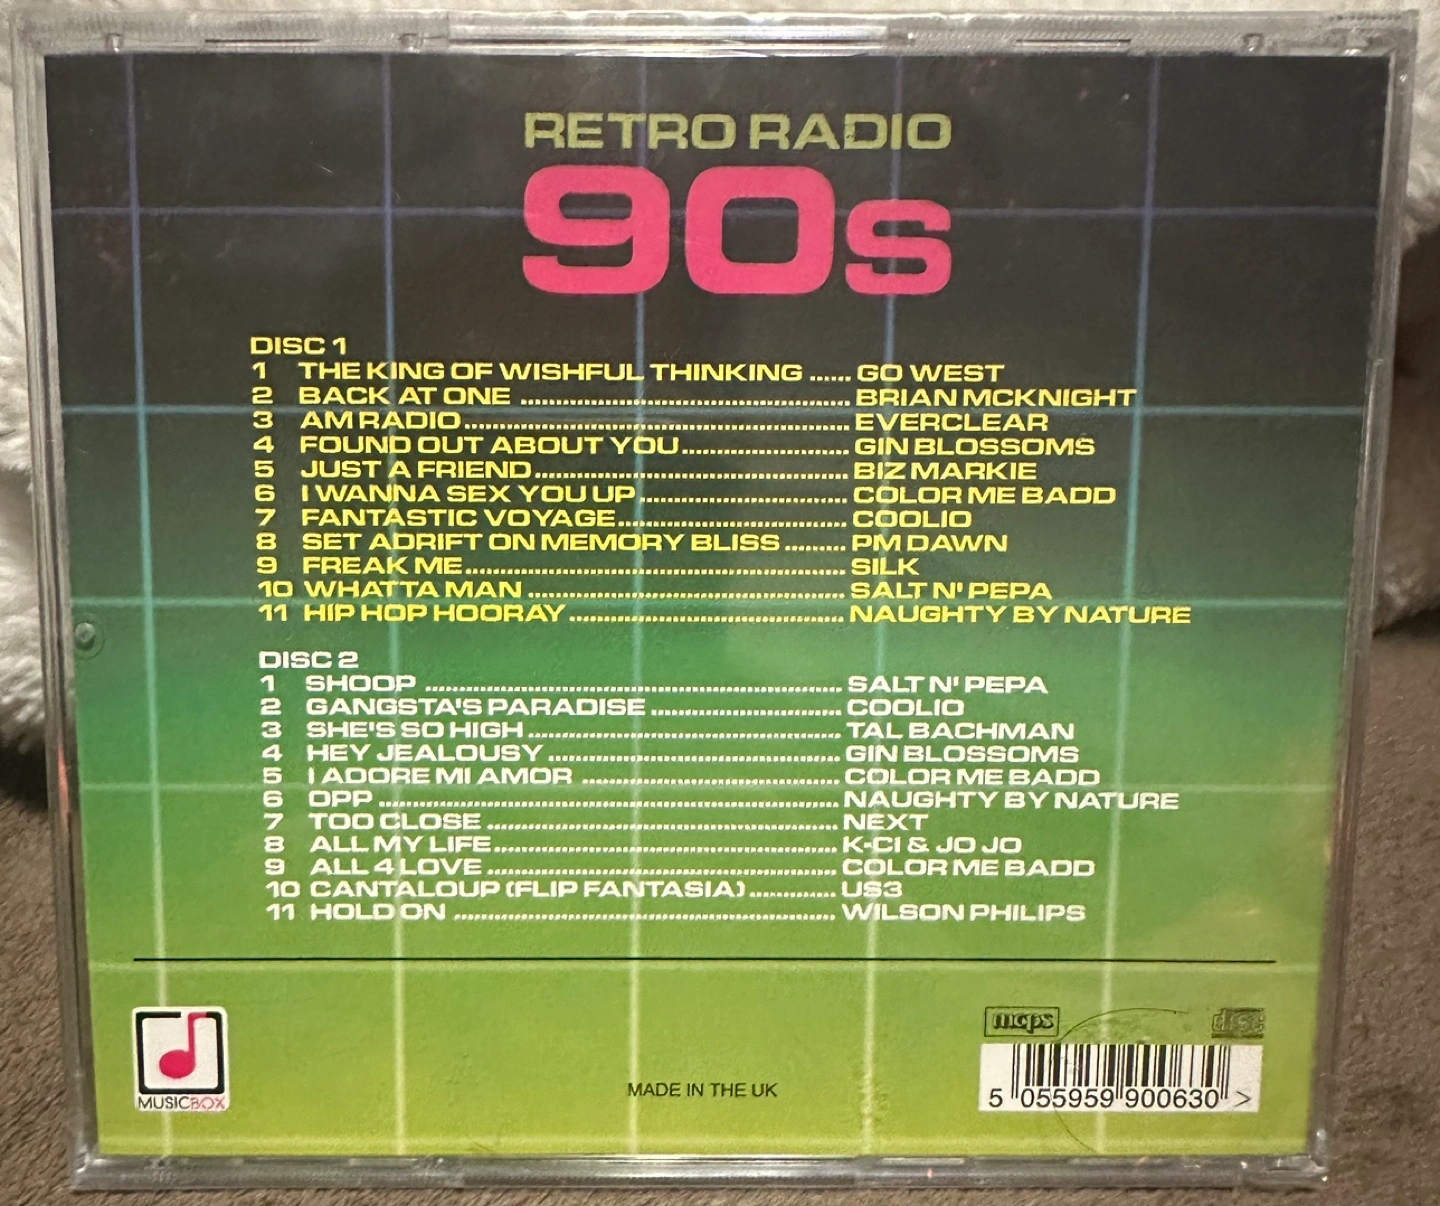 RETRO RADIO
90s
DISC 1
1 THE KING OF WISHFUL THINKING ...... GO WEST
2 BACK AT ONE ...... BRIAN MCKNIGHT
3 AM RADIO ...... EVERCLEAR
4 FOUND OUT ABOUT YOU ...... GIN BLOSSOMS
5 JUST A FRIEND ...... BIZ MARKIE
6 I WANNA SEX YOU UP ...... COLOR ME BADD
7 FANTASTIC VOYAGE ...... COOLIO
8 SET ADRIFT ON MEMORY BLISS ...... PM DAWN
9 FREAK ME ...... SILK
10 WHATTA MAN ...... SALT N' PEPA
11 HIP HOP HOORAY ...... NAUGHTY BY NATURE
DISC 2
1 SHOOP ...... SALT N' PEPA
2 GANGSTA'S PARADISE ...... COOLIO
3 SHE'S SO HIGH ...... TAL BACHMAN
4 HEY JEALOUSY ...... GIN BLOSSOMS
5 I ADORE MI AMOR ...... COLOR ME BADD
6 OPP ...... NAUGHTY BY NATURE
7 TOO CLOSE ...... NEXT
8 ALL MY LIFE ...... K-CI & JO JO
9 ALL 4 LOVE ...... COLOR ME BADD
10 CANTALOUP (FLIP FANTASIA) ...... US3
11 HOLD ON ...... WILSON PHILIPS
MUSICBOX
MADE IN THE UK
mcps
disc
5 055959 900630 >